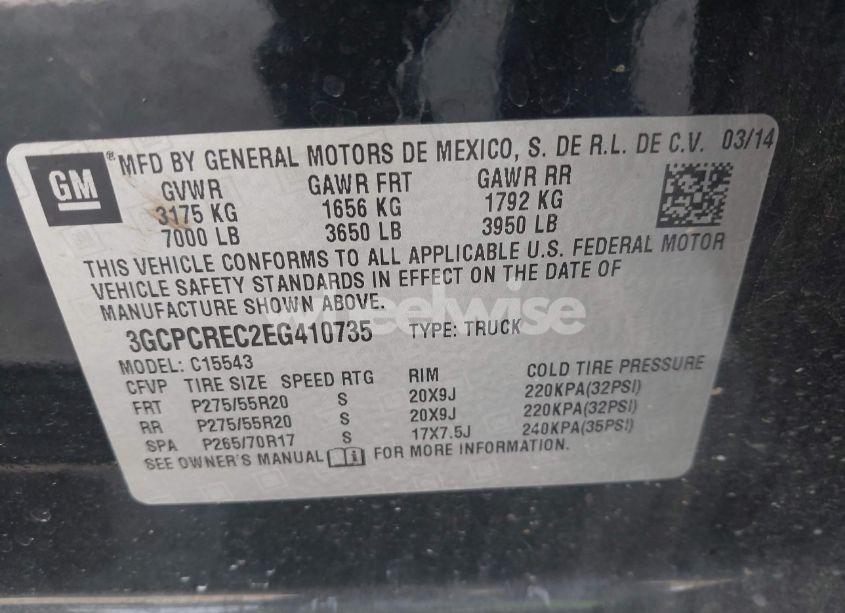 GM
® MFD BY GENERAL MOTORS DE MEXICO, S. DE R.L. DE C.V. 03/14
GVWR GAWR FRT GAWR RR
3175 KG 1656 KG 1792 KG
7000 LB 3650 LB 3950 LB
THIS VEHICLE CONFORMS TO ALL APPLICABLE U.S. FEDERAL MOTOR
VEHICLE SAFETY STANDARDS IN EFFECT ON THE DATE OF
MANUFACTURE SHOWN ABOVE.
wheelwise
3GCPCREC2EG410735 TYPE: TRUCK
MODEL: C15543
CFVP TIRE SIZE SPEED RTG RIM COLD TIRE PRESSURE
FRT P275/55R20 S 20X9J 220KPA(32PSI)
RR P275/55R20 S 20X9J 220KPA(32PSI)
SPA P265/70R17 S 17X7.5J 240KPA(35PSI)
SEE OWNER'S MANUAL i FOR MORE INFORMATION.